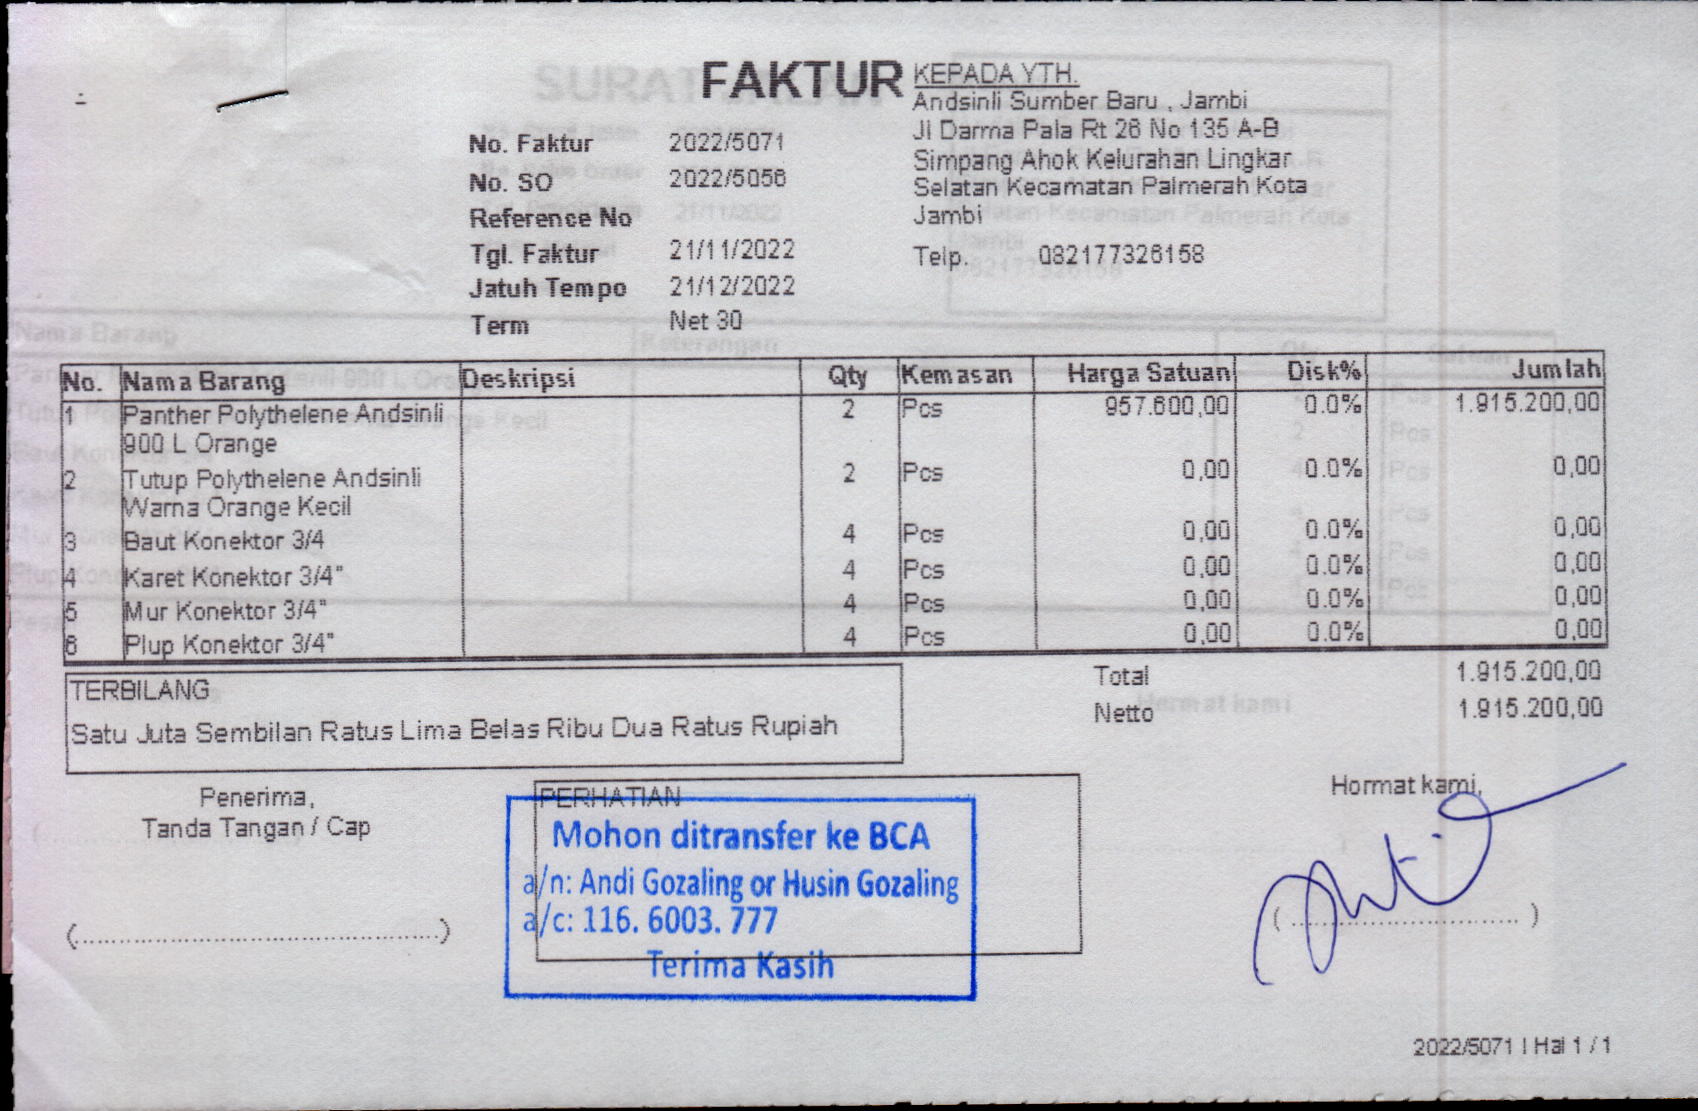 FAKTUR
No. Faktur 2022/5071
No. SO 2022/5056
Reference No
Tgl. Faktur 21/11/2022
Jatuh Tempo 21/12/2022
Term Net 30
KEPADA YTH.
Andsinli Sumber Baru , Jambi
Jl Darma Pala Rt 26 No 135 A-B
Simpang Ahok Kelurahan Lingkar
Selatan Kecamatan Palmerah Kota
Jambi
Telp. 082177326158
No. Nama Barang Deskripsi Qty Kemasan Harga Satuan Disk% Jumlah
1 Panther Polythelene Andsinli 2 Pcs 957.600,00 0.0% 1.915.200,00
900 L Orange
2 Tutup Polythelene Andsinli 2 Pcs 0,00 0.0% 0,00
Warna Orange Kecil
3 Baut Konektor 3/4 4 Pcs 0,00 0.0% 0,00
4 Karet Konektor 3/4" 4 Pcs 0,00 0.0% 0,00
5 Mur Konektor 3/4" 4 Pcs 0,00 0.0% 0,00
6 Plup Konektor 3/4" 4 Pcs 0,00 0.0% 0,00
Total 1.915.200,00
Netto 1.915.200,00
TERBILANG
Satu Juta Sembilan Ratus Lima Belas Ribu Dua Ratus Rupiah
Penerima,
Tanda Tangan / Cap
(................................................)
PERHATIAN
Mohon ditransfer ke BCA
a/n: Andi Gozaling or Husin Gozaling
a/c: 116. 6003. 777
Terima Kasih
Hormat kami,
(..............................)
2022/5071 | Hal 1 / 1